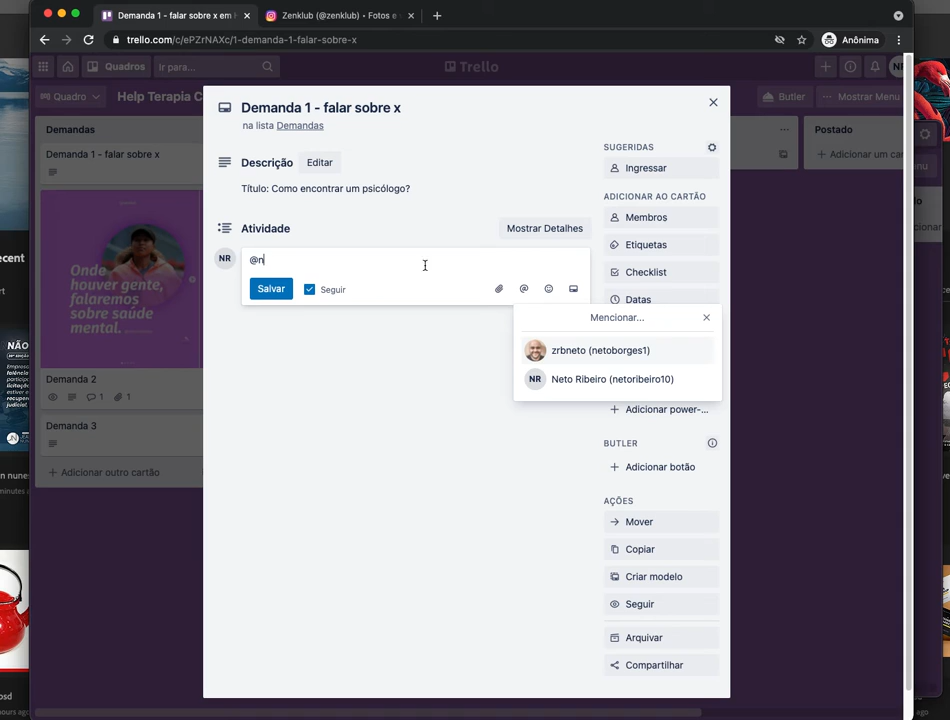 Demanda 1 - falar sobre x em
Zenklub (@zenklub) • Fotos e
trello.com/c/ePZrNAXc/1-demanda-1-falar-sobre-x
Anônima
Quadros
Ir para...
Trello
NR
Quadro
Help Terapia
Butler
Mostrar Menu
Demandas
Demanda 1 - falar sobre x
Onde
houver gente,
falaremos
sobre saúde
mental.
Demanda 2
1
1
Demanda 3
+ Adicionar outro cartão
Postado
+ Adicionar um car
Demanda 1 - falar sobre x
na lista Demandas
Descrição
Editar
Título: Como encontrar um psicólogo?
Atividade
Mostrar Detalhes
NR
@n
Salvar
Seguir
Mencionar...
zrbneto (netoborges1)
NR
Neto Ribeiro (netoribeiro10)
SUGERIDAS
Ingressar
ADICIONAR AO CARTÃO
Membros
Etiquetas
Checklist
Datas
+ Adicionar power-...
BUTLER
+ Adicionar botão
AÇÕES
Mover
Copiar
Criar modelo
Seguir
Arquivar
Compartilhar
ecent
NÃO